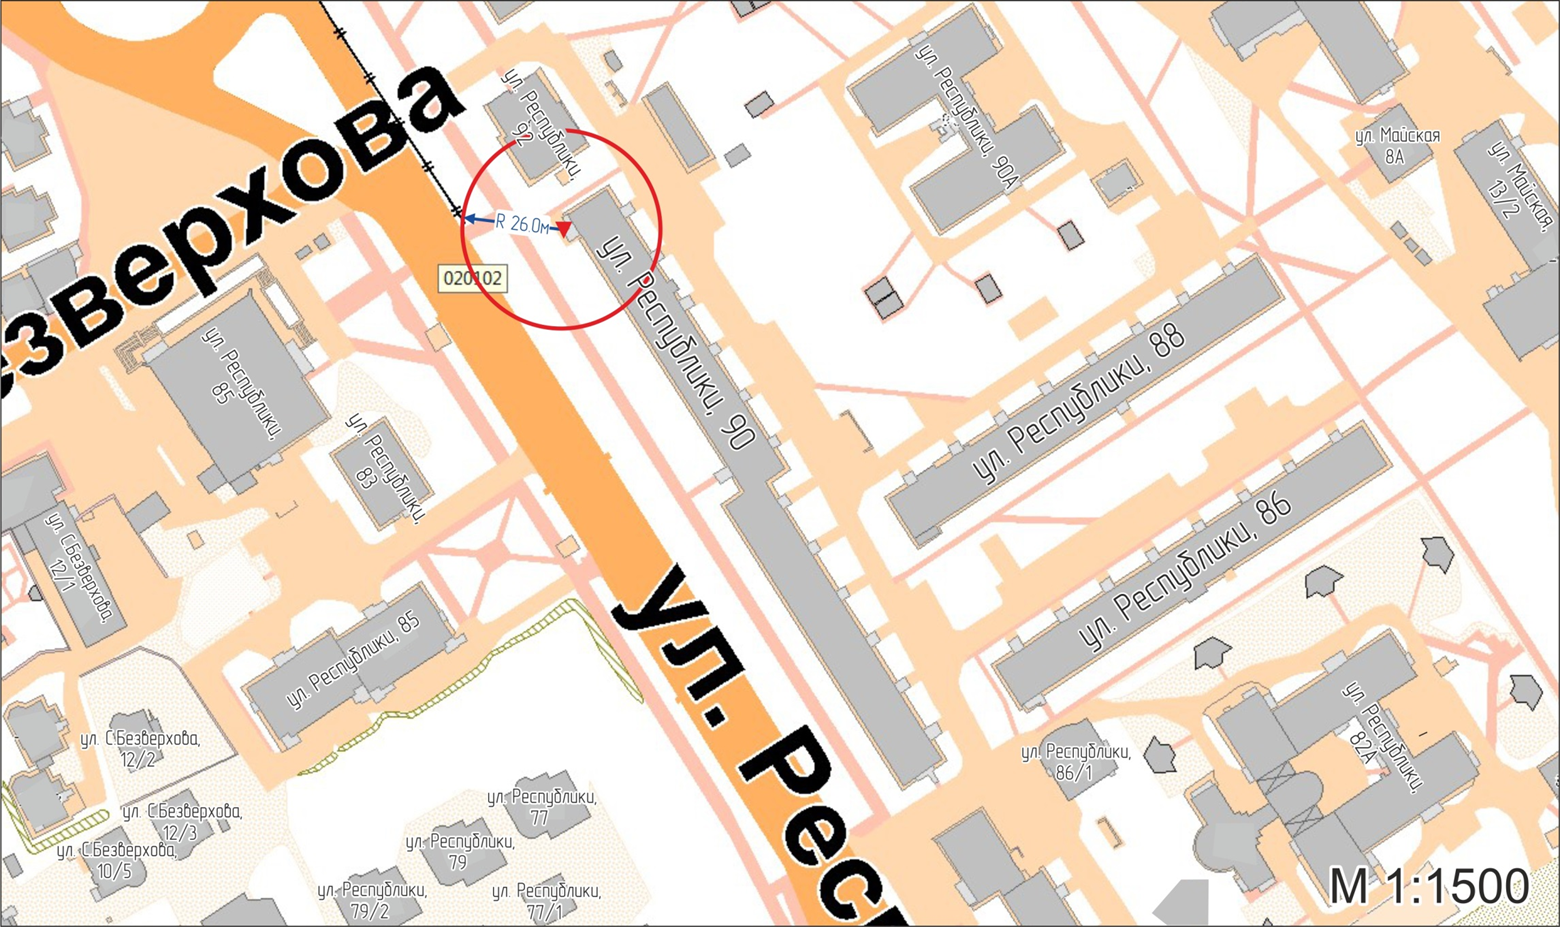 езверхова
ул. Республики,
92
ул. Республики, 90А
ул. Майская
8А
ул. Майская,
13/2
R 26.0м
020102
ул. Республики, 90
ул. Республики,
85
ул. Республики, 88
ул. Республики,
83
ул. Республики, 86
ул. С.Безверхова,
12/1
ул. Республики, 85
ул. Респ
ул. С.Безверхова,
12/2
ул. Республики,
86/1
ул. Республики,
82А
ул. С.Безверхова,
12/3
ул. Республики,
77
ул. С.Безверхова,
10/5
ул. Республики,
79
ул. Республики,
79/2
ул. Республики,
77/1
М 1:1500